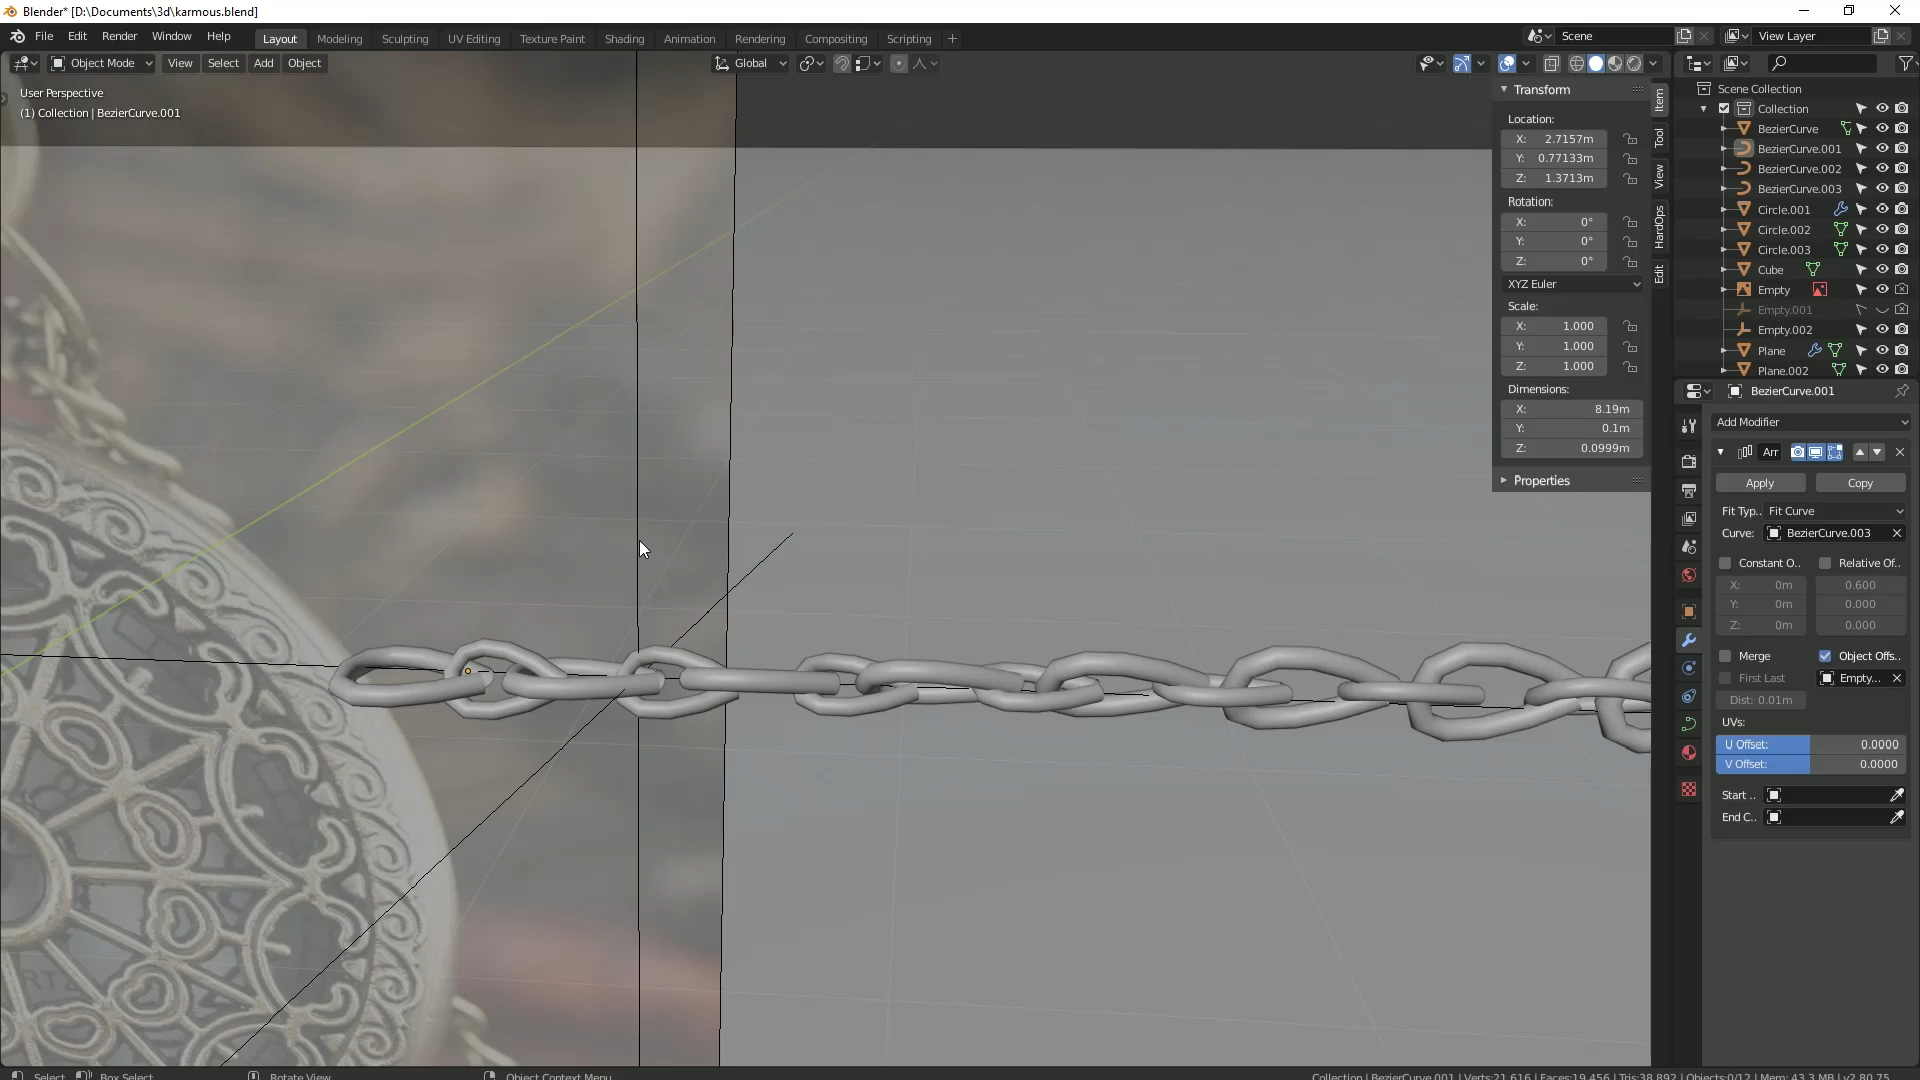 Blender* [D:\Documents\3d\karmous.blend]
File Edit Render Window Help
Layout Modeling Sculpting UV Editing Texture Paint Shading Animation Rendering Compositing Scripting +
Scene
View Layer
Object Mode View Select Add Object
Global
User Perspective
(1) Collection | BezierCurve.001
Transform
Location:
X: 2.7157m
Y: 0.77133m
Z: 1.3713m
Rotation:
X: 0°
Y: 0°
Z: 0°
XYZ Euler
Scale:
X: 1.000
Y: 1.000
Z: 1.000
Dimensions:
X: 8.19m
Y: 0.1m
Z: 0.0999m
Properties
Item
Tool
View
HardOps
Edit
Scene Collection
Collection
BezierCurve
BezierCurve.001
BezierCurve.002
BezierCurve.003
Circle.001
Circle.002
Circle.003
Cube
Empty
Empty.001
Empty.002
Plane
Plane.002
BezierCurve.001
Add Modifier
Arr
Apply Copy
Fit Typ.. Fit Curve
Curve: BezierCurve.003
Constant O.. Relative Of..
X: 0m 0.600
Y: 0m 0.000
Z: 0m 0.000
Merge Object Offs..
First Last Empty...
Dist: 0.01m
UVs:
U Offset: 0.0000
V Offset: 0.0000
Start ..
End C..
Select Box Select Rotate View Object Context Menu
Collection | BezierCurve.001 | Verts:21,616 | Faces:19,456 | Tris:38,892 | Objects:0/12 | Mem: 43.3 MB | v2.80.75